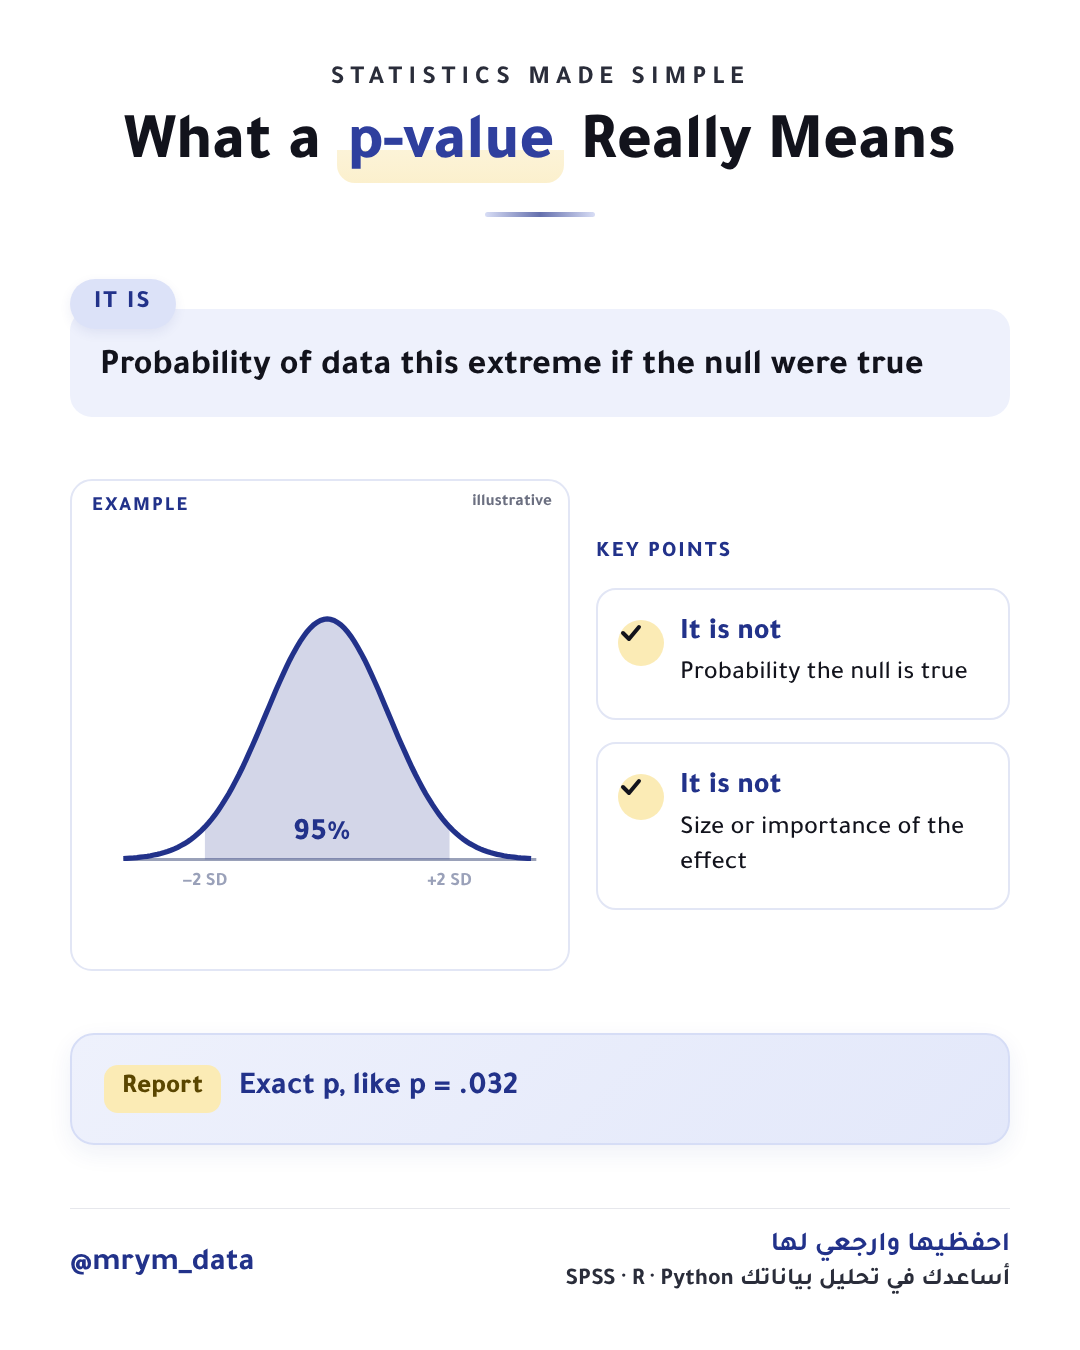 STATISTICS MADE SIMPLE
What a p-value Really Means
IT IS
Probability of data this extreme if the null were true
EXAMPLE
illustrative
95%
−2 SD
+2 SD
KEY POINTS
It is not
Probability the null is true
It is not
Size or importance of the
effect
Report
Exact p, like p = .032
@mrym_data
احفظيها وارجعي لها
أساعدك في تحليل بياناتك SPSS · R · Python